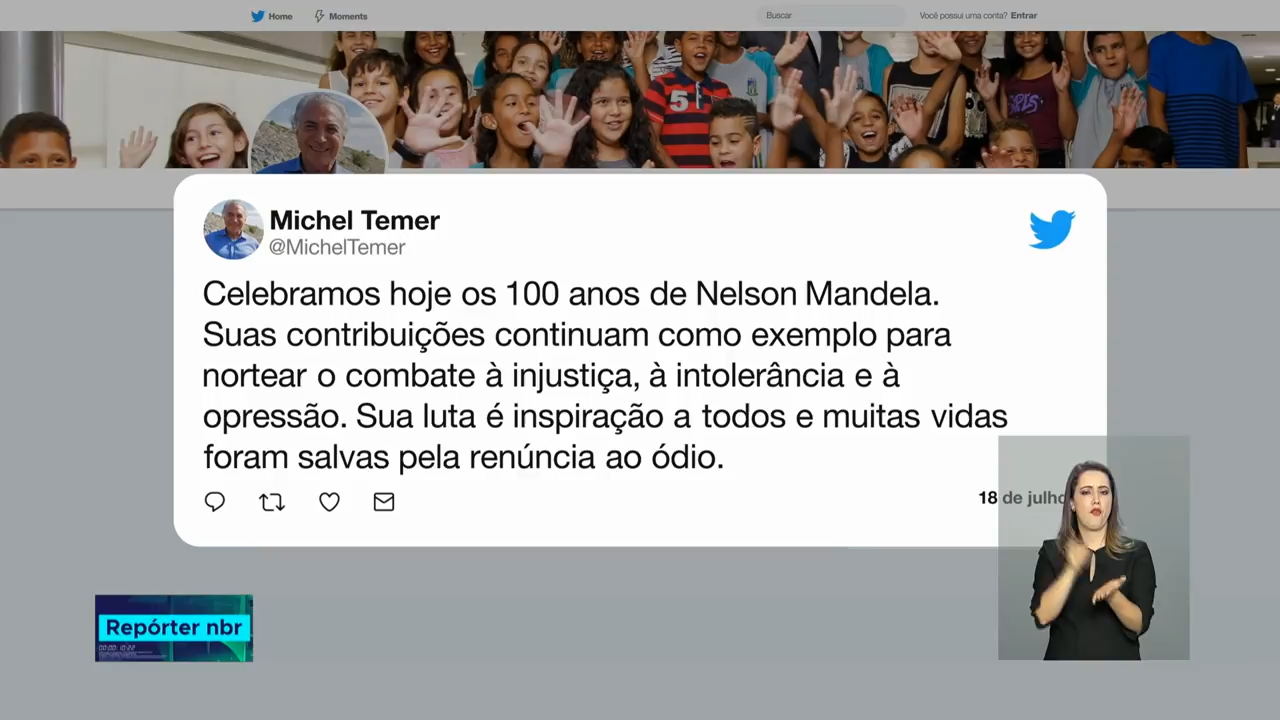 Home
Moments
Buscar
Você possui uma conta? Entrar
5
Michel Temer
@MichelTemer
Celebramos hoje os 100 anos de Nelson Mandela.
Suas contribuições continuam como exemplo para
nortear o combate à injustiça, à intolerância e à
opressão. Sua luta é inspiração a todos e muitas vidas
foram salvas pela renúncia ao ódio.
18 de julho
Repórter nbr